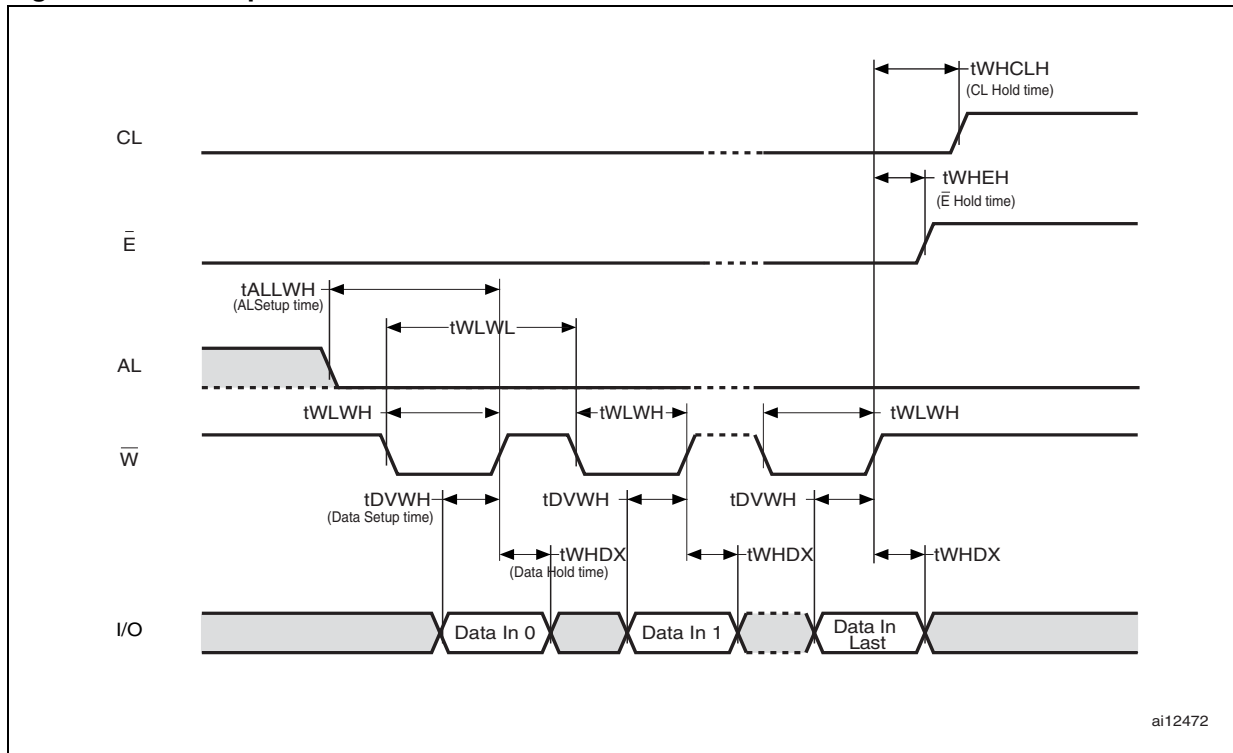 tWHCLH
(CL Hold time)
CL
tWHEH
(E̅ Hold time)
E̅
tALLWH
(ALSetup time)
tWLWL
AL
tWLWH
tWLWH
tWLWH
W̅
tDVWH
(Data Setup time)
tDVWH
tDVWH
tWHDX
(Data Hold time)
tWHDX
tWHDX
I/O
Data In 0
Data In 1
Data In
Last
ai12472